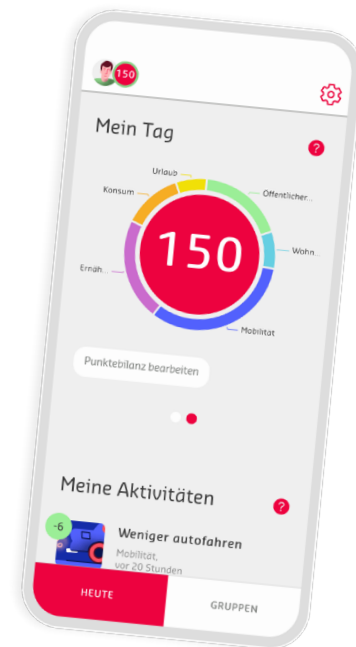 150
Mein Tag
?
Urlaub
Konsum
Öffentlicher...
Ernäh...
Wohn...
150
Mobilität
Punktebilanz bearbeiten
Meine Aktivitäten
?
-6
Weniger autofahren
Mobilität,
vor 20 Stunden
HEUTE
GRUPPEN